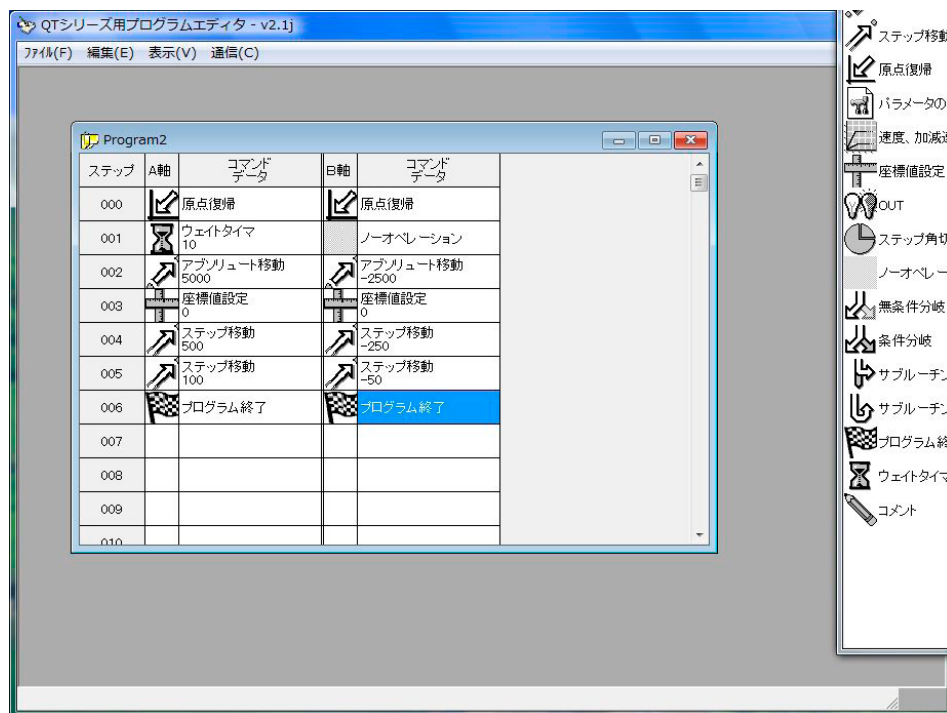 QTシリーズ用プログラムエディタ - v2.1j
ファイル(F) 編集(E) 表示(V) 通信(C)
Program2
ステップ A軸 コマンド データ B軸 コマンド データ
000 原点復帰 原点復帰
001 ウェイトタイマ 10 ノーオペレーション
002 アブソリュート移動 5000 アブソリュート移動 -2500
003 座標値設定 0 座標値設定 0
004 ステップ移動 500 ステップ移動 -250
005 ステップ移動 100 ステップ移動 -50
006 プログラム終了 プログラム終了
007
008
009
010
ステップ移動
原点復帰
パラメータの
速度、加減速
座標値設定
OUT
ステップ角切
ノーオペレー
無条件分岐
条件分岐
サブルーチン
サブルーチン
プログラム終
ウェイトタイマ
コメント